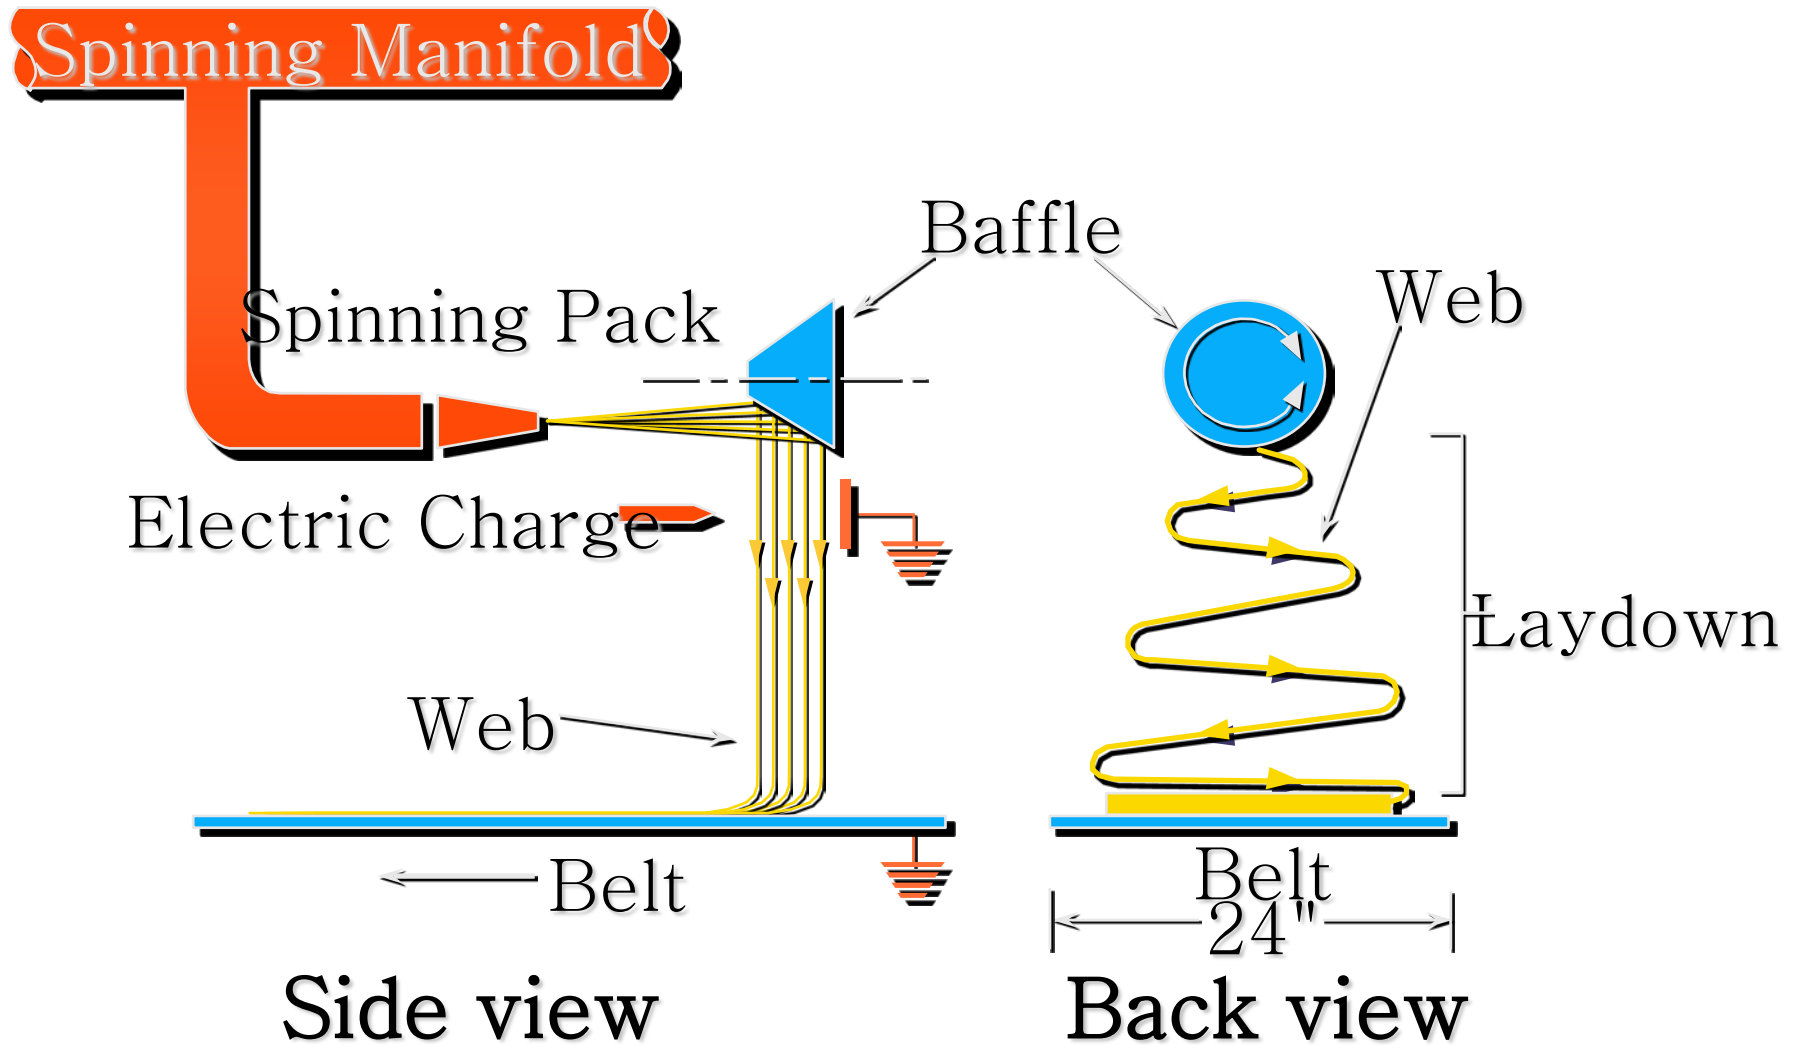 Spinning Manifold
Baffle
Web
Spinning Pack
Electric Charge
Laydown
Web
Belt
Belt
24"
Side view
Back view